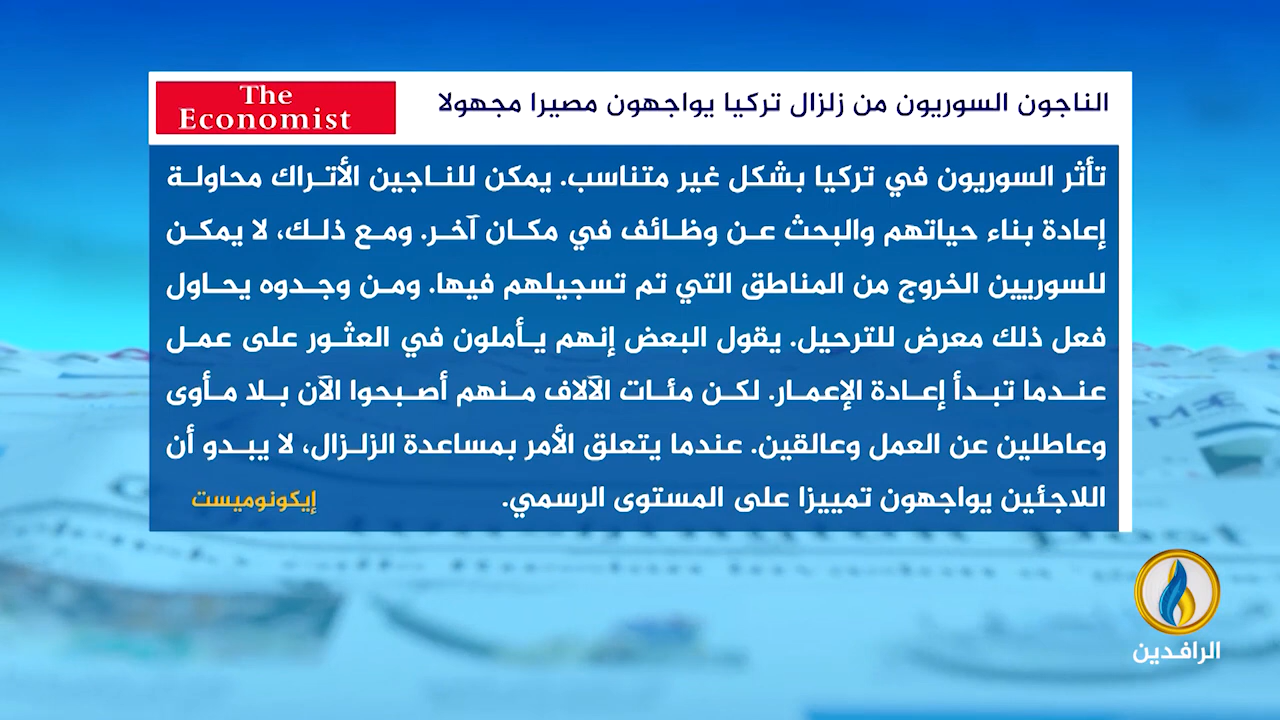 The
Economist
الناجون السوريون من زلزال تركيا يواجهون مصيرا مجهولا
تأثر السوريون في تركيا بشكل غير متناسب. يمكن للناجين الأتراك محاولة
إعادة بناء حياتهم والبحث عن وظائف في مكان آخر. ومع ذلك، لا يمكن
للسوريين الخروج من المناطق التي تم تسجيلهم فيها. ومن وجدوه يحاول
فعل ذلك معرض للترحيل. يقول البعض إنهم يأملون في العثور على عمل
عندما تبدأ إعادة الإعمار. لكن مئات الآلاف منهم أصبحوا الآن بلا مأوى
وعاطلين عن العمل وعالقين. عندما يتعلق الأمر بمساعدة الزلزال، لا يبدو أن
اللاجئين يواجهون تمييزا على المستوى الرسمي.
إيكونوميست
الرافدين